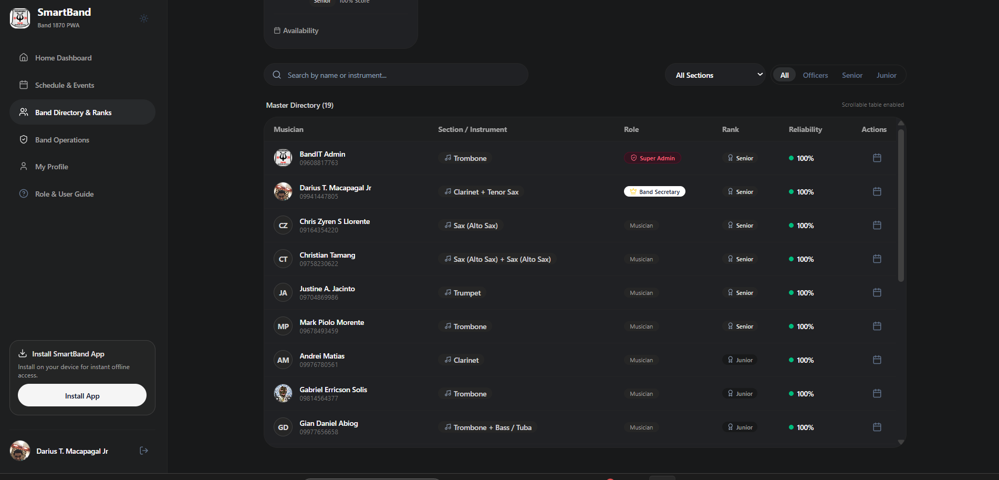 SmartBand
Band 1870 PWA
Home Dashboard
Schedule & Events
Band Directory & Ranks
Band Operations
My Profile
Role & User Guide
Install SmartBand App
Install on your device for instant offline
access.
Install App
Darius T. Macapagal Jr
Senior 100% Score
Availability
Search by name or instrument...
All Sections
All Officers Senior Junior
Master Directory (19)
Scrollable table enabled
Musician Section / Instrument Role Rank Reliability Actions
BandIT Admin
09608817763
Trombone Super Admin Senior 100%
Darius T. Macapagal Jr
09941447805
Clarinet + Tenor Sax Band Secretary Senior 100%
CZ Chris Zyren S Llorente
09164354220
Sax (Alto Sax) Musician Senior 100%
CT Christian Tamang
09758230622
Sax (Alto Sax) + Sax (Alto Sax) Musician Senior 100%
JA Justine A. Jacinto
09704869986
Trumpet Musician Senior 100%
MP Mark Piolo Morente
09678493459
Trombone Musician Senior 100%
AM Andrei Matias
09976780561
Clarinet Musician Junior 100%
Gabriel Erricson Solis
09814564377
Trombone Musician Junior 100%
GD Gian Daniel Abiog
09977656658
Trombone + Bass / Tuba Musician Junior 100%